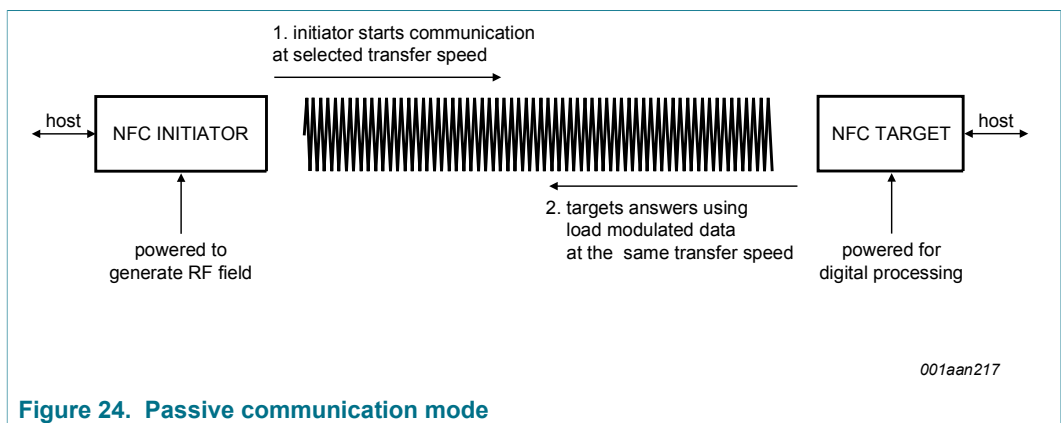 1. initiator starts communication
at selected transfer speed
host
NFC INITIATOR
NFC TARGET
host
2. targets answers using
load modulated data
at the same transfer speed
powered to
generate RF field
powered for
digital processing
001aan217
Figure 24. Passive communication mode